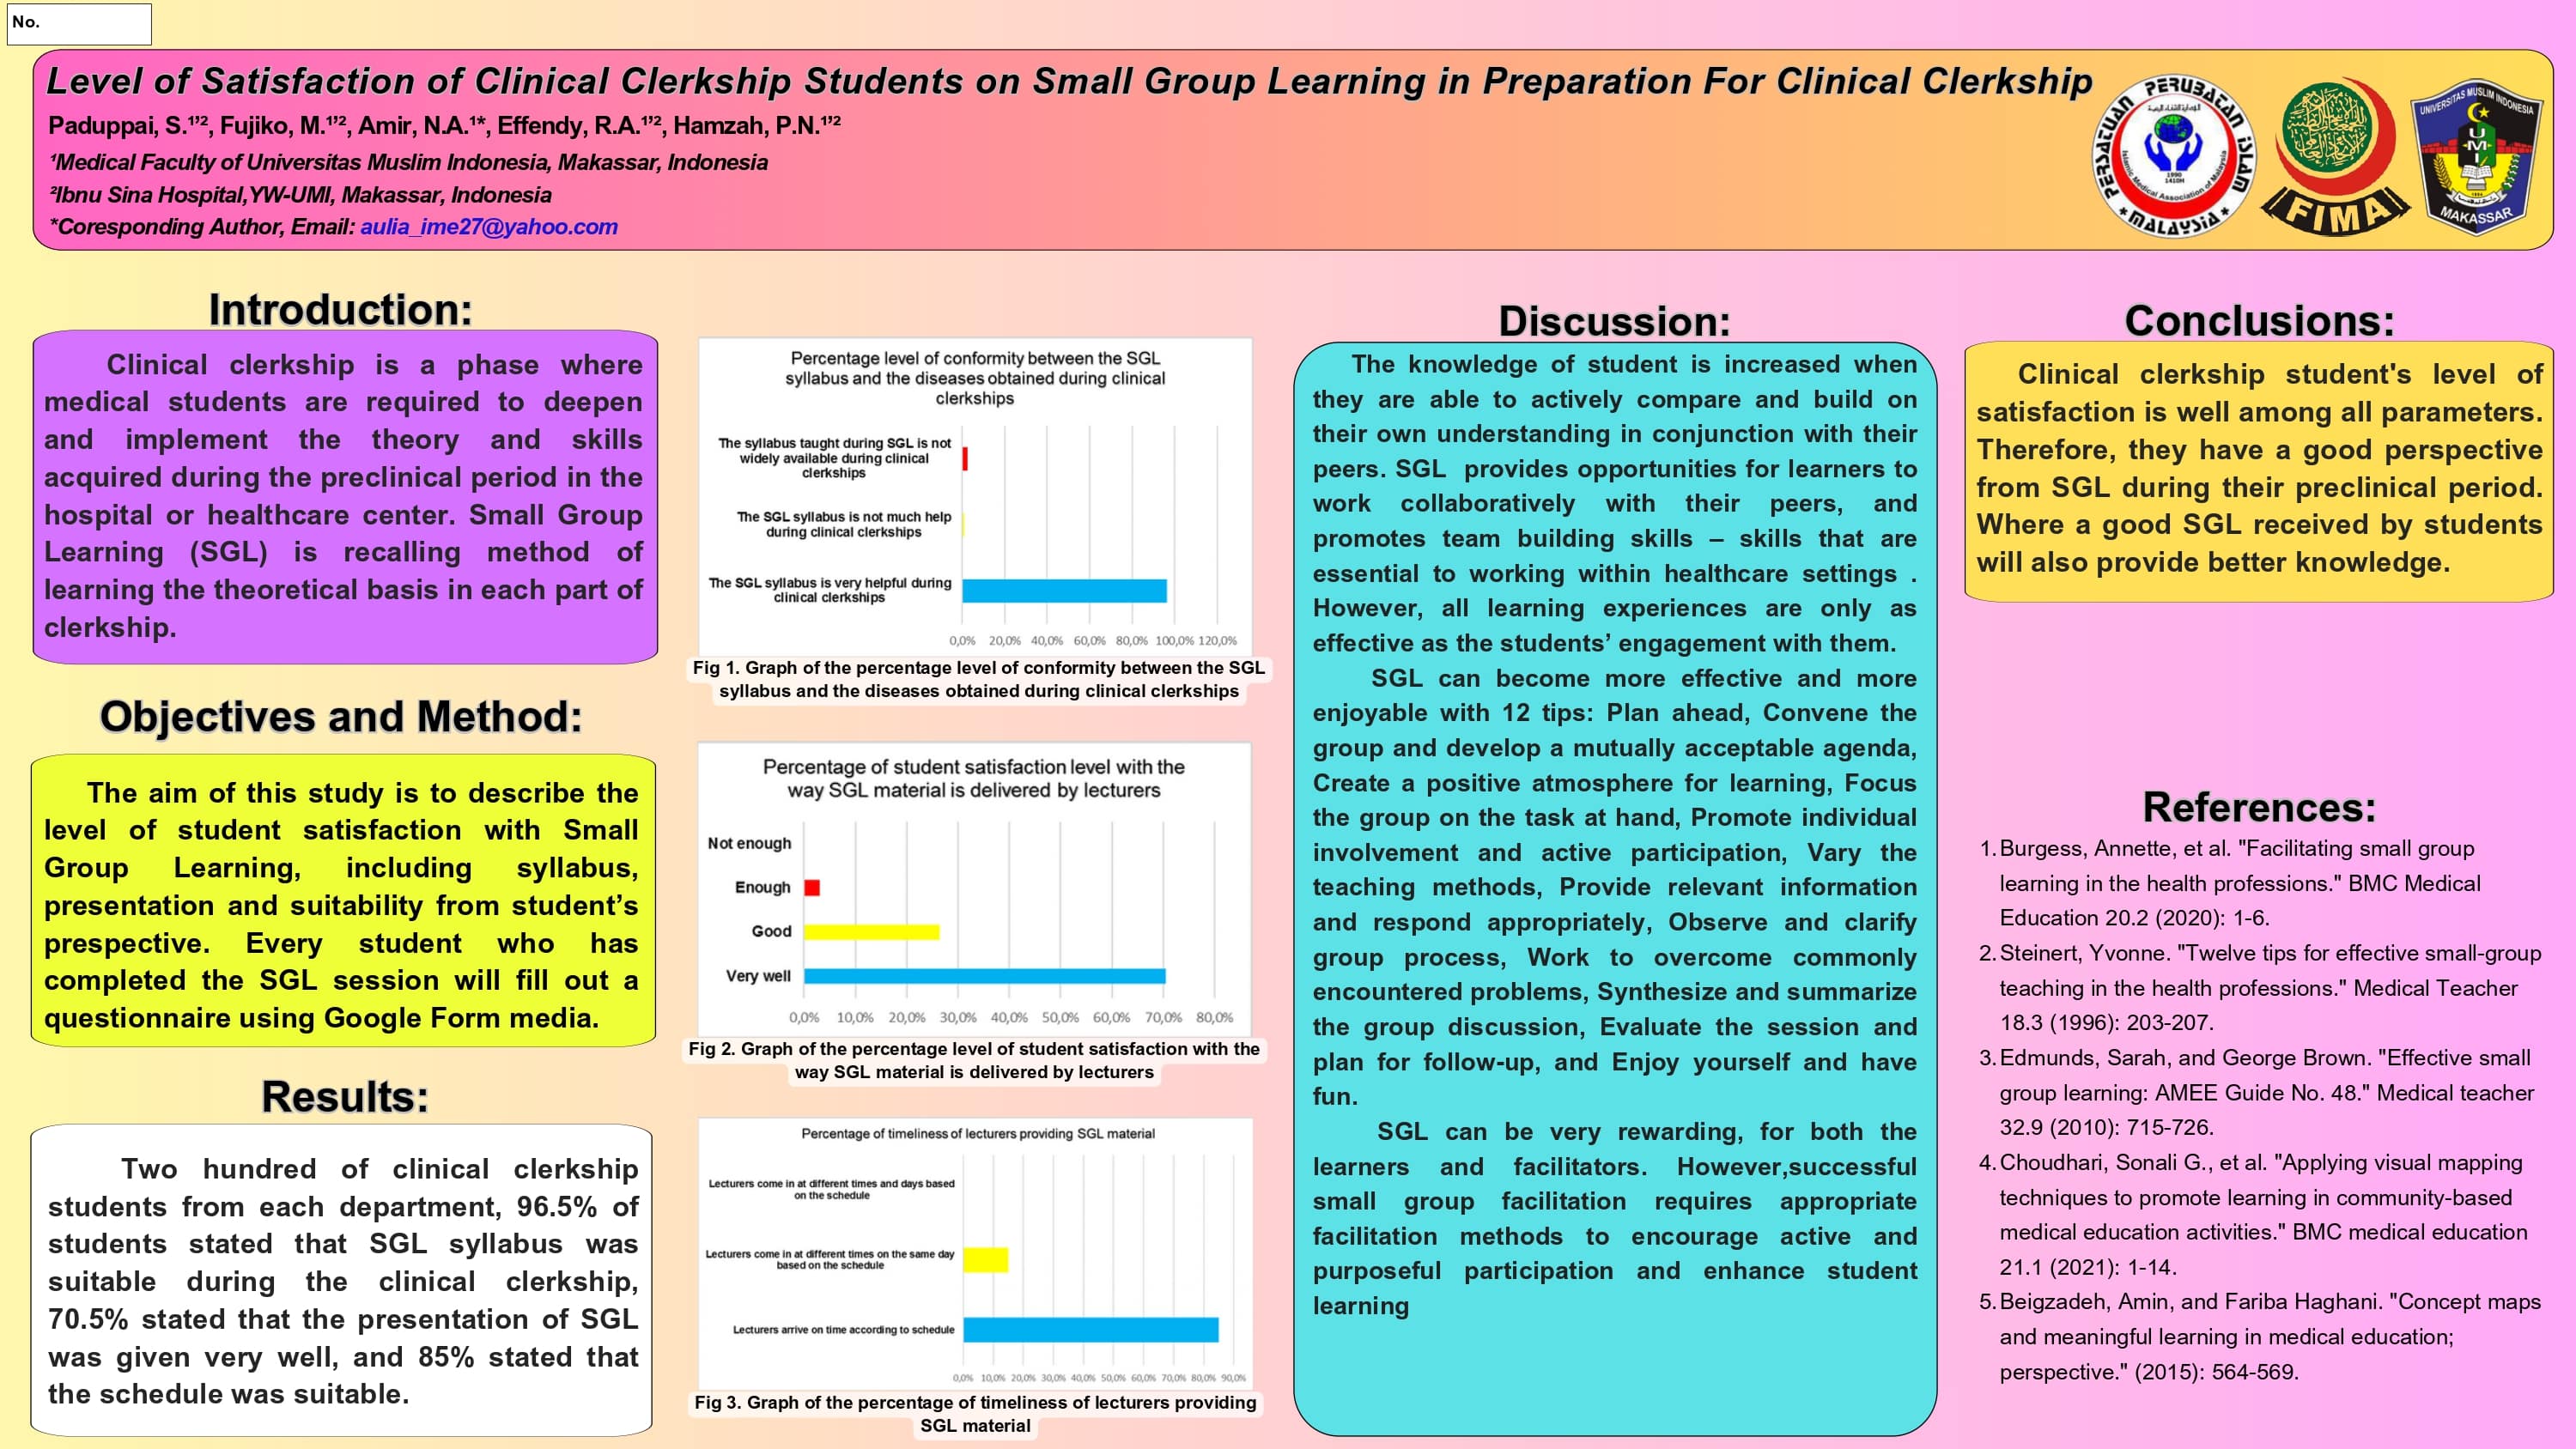 No.
Level of Satisfaction of Clinical Clerkship Students on Small Group Learning in Preparation For Clinical Clerkship
Paduppai, S.¹'², Fujiko, M.¹'², Amir, N.A.¹*, Effendy, R.A.¹'², Hamzah, P.N.¹'²
¹Medical Faculty of Universitas Muslim Indonesia, Makassar, Indonesia
²Ibnu Sina Hospital,YW-UMI, Makassar, Indonesia
*Coresponding Author, Email: aulia_ime27@yahoo.com
PERSATUAN PERUBATAN ISLAM
MALAYSIA
Islamic Medical Association of Malaysia
1990
1410H
FIMA
UNIVERSITAS MUSLIM INDONESIA
UMI
MAKASSAR
Introduction:
Clinical clerkship is a phase where
medical students are required to deepen
and implement the theory and skills
acquired during the preclinical period in the
hospital or healthcare center. Small Group
Learning (SGL) is recalling method of
learning the theoretical basis in each part of
clerkship.
Objectives and Method:
The aim of this study is to describe the
level of student satisfaction with Small
Group Learning, including syllabus,
presentation and suitability from student’s
prespective. Every student who has
completed the SGL session will fill out a
questionnaire using Google Form media.
Results:
Two hundred of clinical clerkship
students from each department, 96.5% of
students stated that SGL syllabus was
suitable during the clinical clerkship,
70.5% stated that the presentation of SGL
was given very well, and 85% stated that
the schedule was suitable.
Percentage level of conformity between the SGL
syllabus and the diseases obtained during clinical
clerkships
The syllabus taught during SGL is not
widely available during clinical
clerkships
The SGL syllabus is not much help
during clinical clerkships
The SGL syllabus is very helpful during
clinical clerkships
0,0% 20,0% 40,0% 60,0% 80,0% 100,0% 120,0%
Fig 1. Graph of the percentage level of conformity between the SGL
syllabus and the diseases obtained during clinical clerkships
Percentage of student satisfaction level with the
way SGL material is delivered by lecturers
Not enough
Enough
Good
Very well
0,0% 10,0% 20,0% 30,0% 40,0% 50,0% 60,0% 70,0% 80,0%
Fig 2. Graph of the percentage level of student satisfaction with the
way SGL material is delivered by lecturers
Percentage of timeliness of lecturers providing SGL material
Lecturers come in at different times and days based
on the schedule
Lecturers come in at different times on the same day
based on the schedule
Lecturers arrive on time according to schedule
0,0% 10,0% 20,0% 30,0% 40,0% 50,0% 60,0% 70,0% 80,0% 90,0%
Fig 3. Graph of the percentage of timeliness of lecturers providing
SGL material
Discussion:
The knowledge of student is increased when
they are able to actively compare and build on
their own understanding in conjunction with their
peers. SGL provides opportunities for learners to
work collaboratively with their peers, and
promotes team building skills – skills that are
essential to working within healthcare settings .
However, all learning experiences are only as
effective as the students’ engagement with them.
SGL can become more effective and more
enjoyable with 12 tips: Plan ahead, Convene the
group and develop a mutually acceptable agenda,
Create a positive atmosphere for learning, Focus
the group on the task at hand, Promote individual
involvement and active participation, Vary the
teaching methods, Provide relevant information
and respond appropriately, Observe and clarify
group process, Work to overcome commonly
encountered problems, Synthesize and summarize
the group discussion, Evaluate the session and
plan for follow-up, and Enjoy yourself and have
fun.
SGL can be very rewarding, for both the
learners and facilitators. However,successful
small group facilitation requires appropriate
facilitation methods to encourage active and
purposeful participation and enhance student
learning
Conclusions:
Clinical clerkship student's level of
satisfaction is well among all parameters.
Therefore, they have a good perspective
from SGL during their preclinical period.
Where a good SGL received by students
will also provide better knowledge.
References:
1. Burgess, Annette, et al. "Facilitating small group
learning in the health professions." BMC Medical
Education 20.2 (2020): 1-6.
2. Steinert, Yvonne. "Twelve tips for effective small-group
teaching in the health professions." Medical Teacher
18.3 (1996): 203-207.
3. Edmunds, Sarah, and George Brown. "Effective small
group learning: AMEE Guide No. 48." Medical teacher
32.9 (2010): 715-726.
4. Choudhari, Sonali G., et al. "Applying visual mapping
techniques to promote learning in community-based
medical education activities." BMC medical education
21.1 (2021): 1-14.
5. Beigzadeh, Amin, and Fariba Haghani. "Concept maps
and meaningful learning in medical education;
perspective." (2015): 564-569.